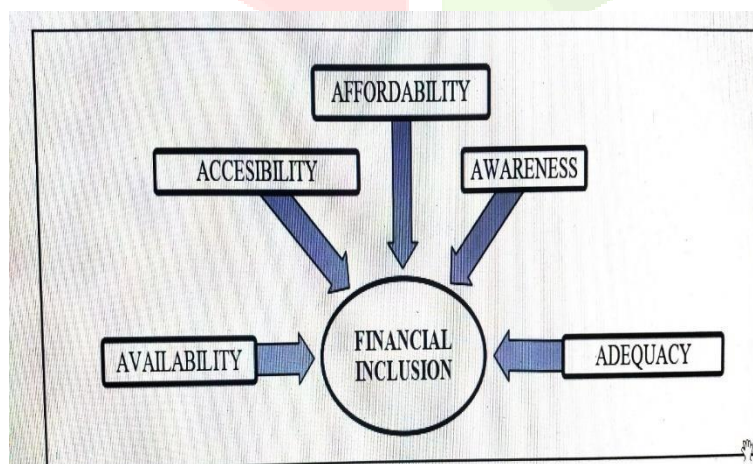 AFFORDABILITY
ACCESIBILITY
AWARENESS
FINANCIAL
INCLUSION
AVAILABILITY
ADEQUACY